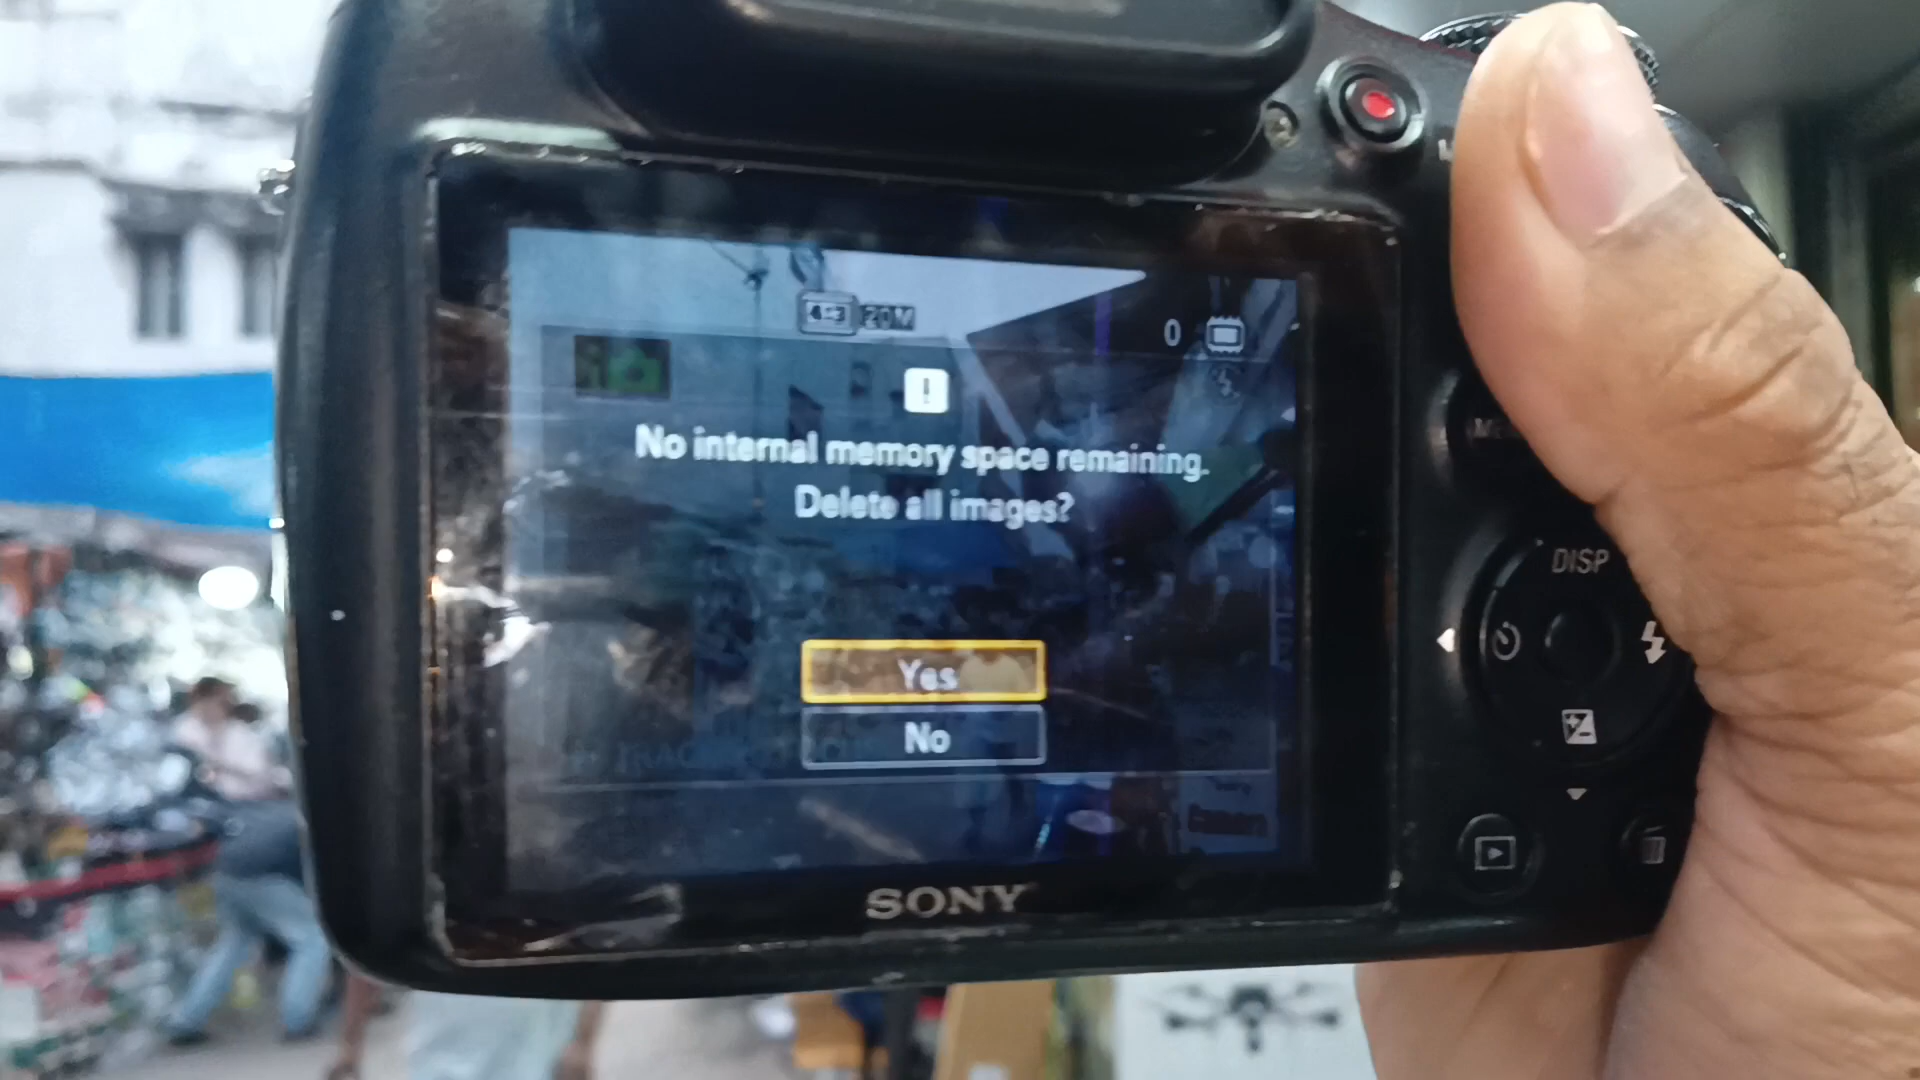 4:3 20M
0
No internal memory space remaining.
Delete all images?
Yes
No
DISP
SONY